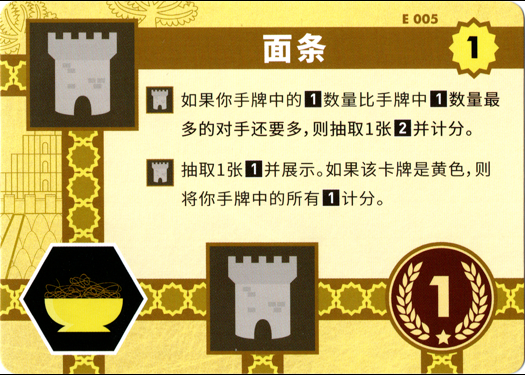 E 005
面条
1
如果你手牌中的1数量比手牌中1数量最
多的对手还要多,则抽取1张2并计分。
抽取1张1并展示。如果该卡牌是黄色,则
将你手牌中的所有1计分。
1